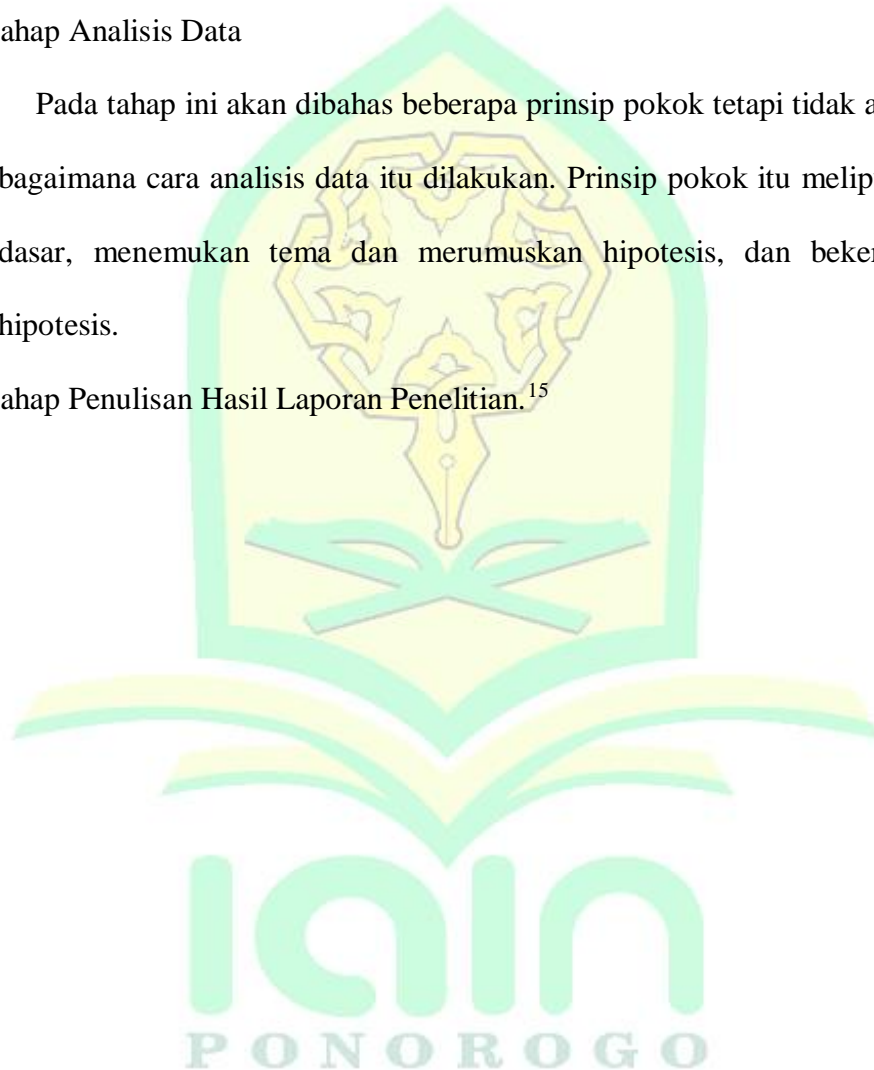 ahap Analisis Data
Pada tahap ini akan dibahas beberapa prinsip pokok tetapi tidak a
bagaimana cara analisis data itu dilakukan. Prinsip pokok itu melip
dasar, menemukan tema dan merumuskan hipotesis, dan beker
hipotesis.
ahap Penulisan Hasil Laporan Penelitian.15
iain
PONOROGO